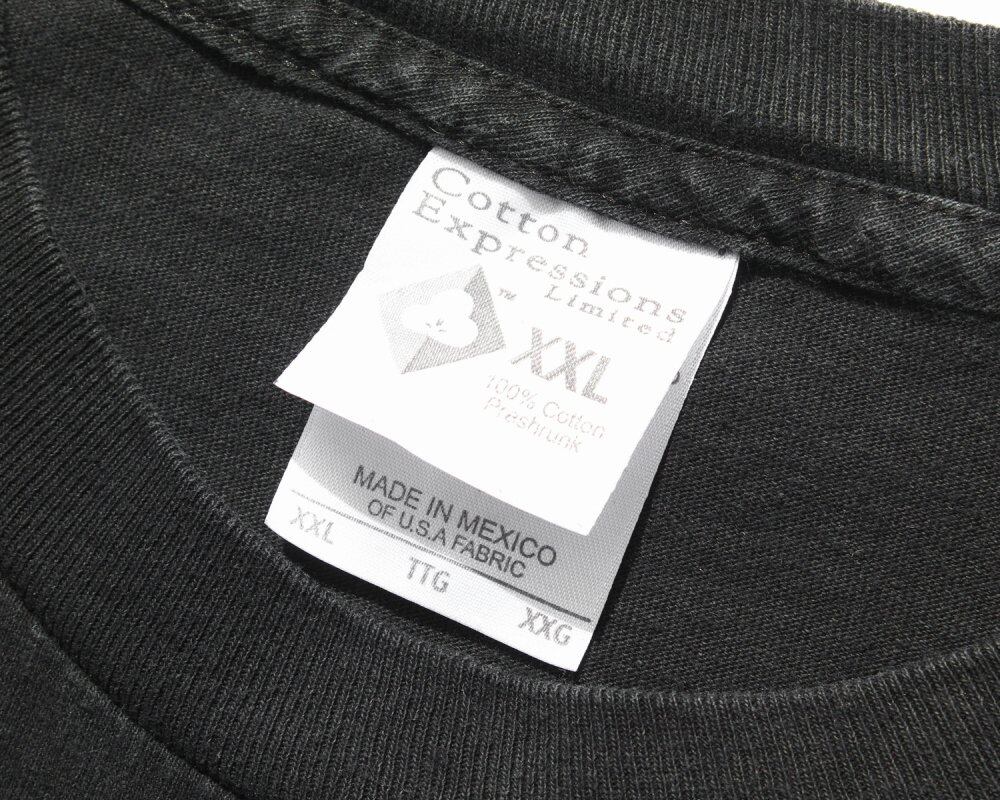 Cotton
Expressions
Limited
™
XXL
100% Cotton
Preshrunk
MADE IN MEXICO
OF U.S.A FABRIC
XXL
TTG
XXG